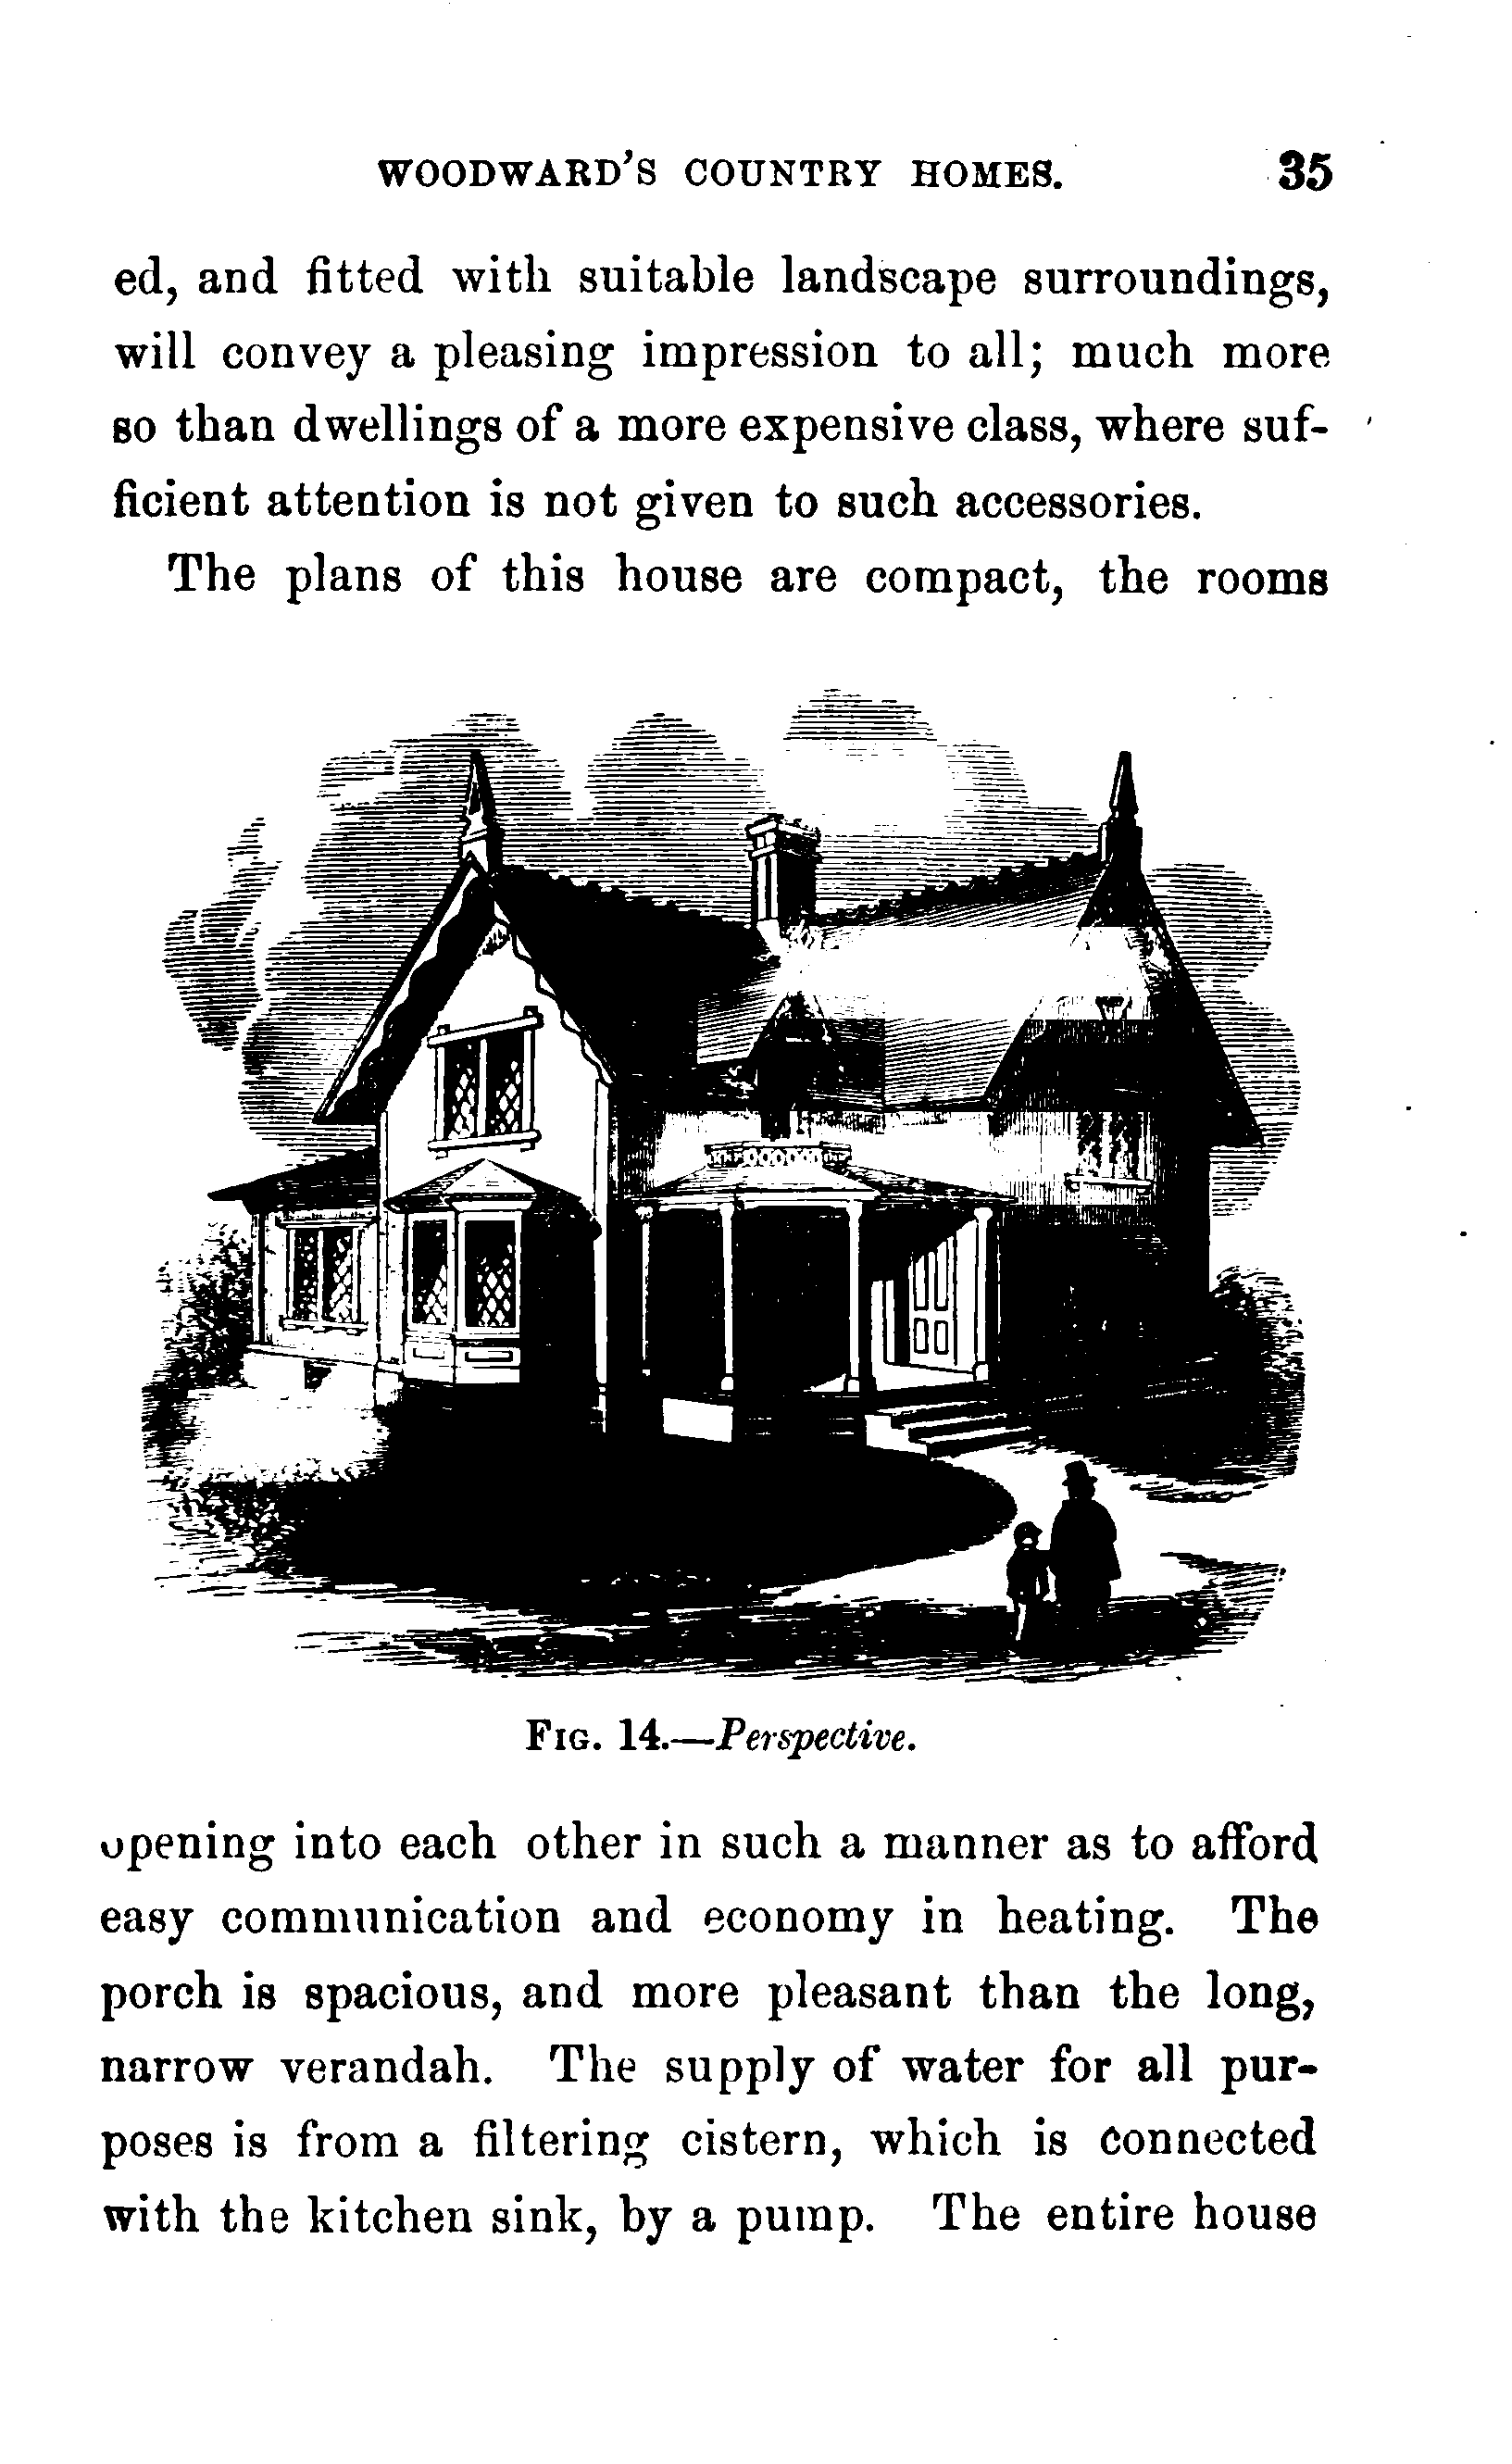 WOODWARD'S COUNTRY HOMES. 35
ed, and fitted with suitable landscape surroundings,
will convey a pleasing impression to all; much more
so than dwellings of a more expensive class, where suf-
ficient attention is not given to such accessories.
The plans of this house are compact, the rooms
FIG. 14.—Perspective.
opening into each other in such a manner as to afford
easy communication and economy in heating. The
porch is spacious, and more pleasant than the long,
narrow verandah. The supply of water for all pur-
poses is from a filtering cistern, which is connected
with the kitchen sink, by a pump. The entire house